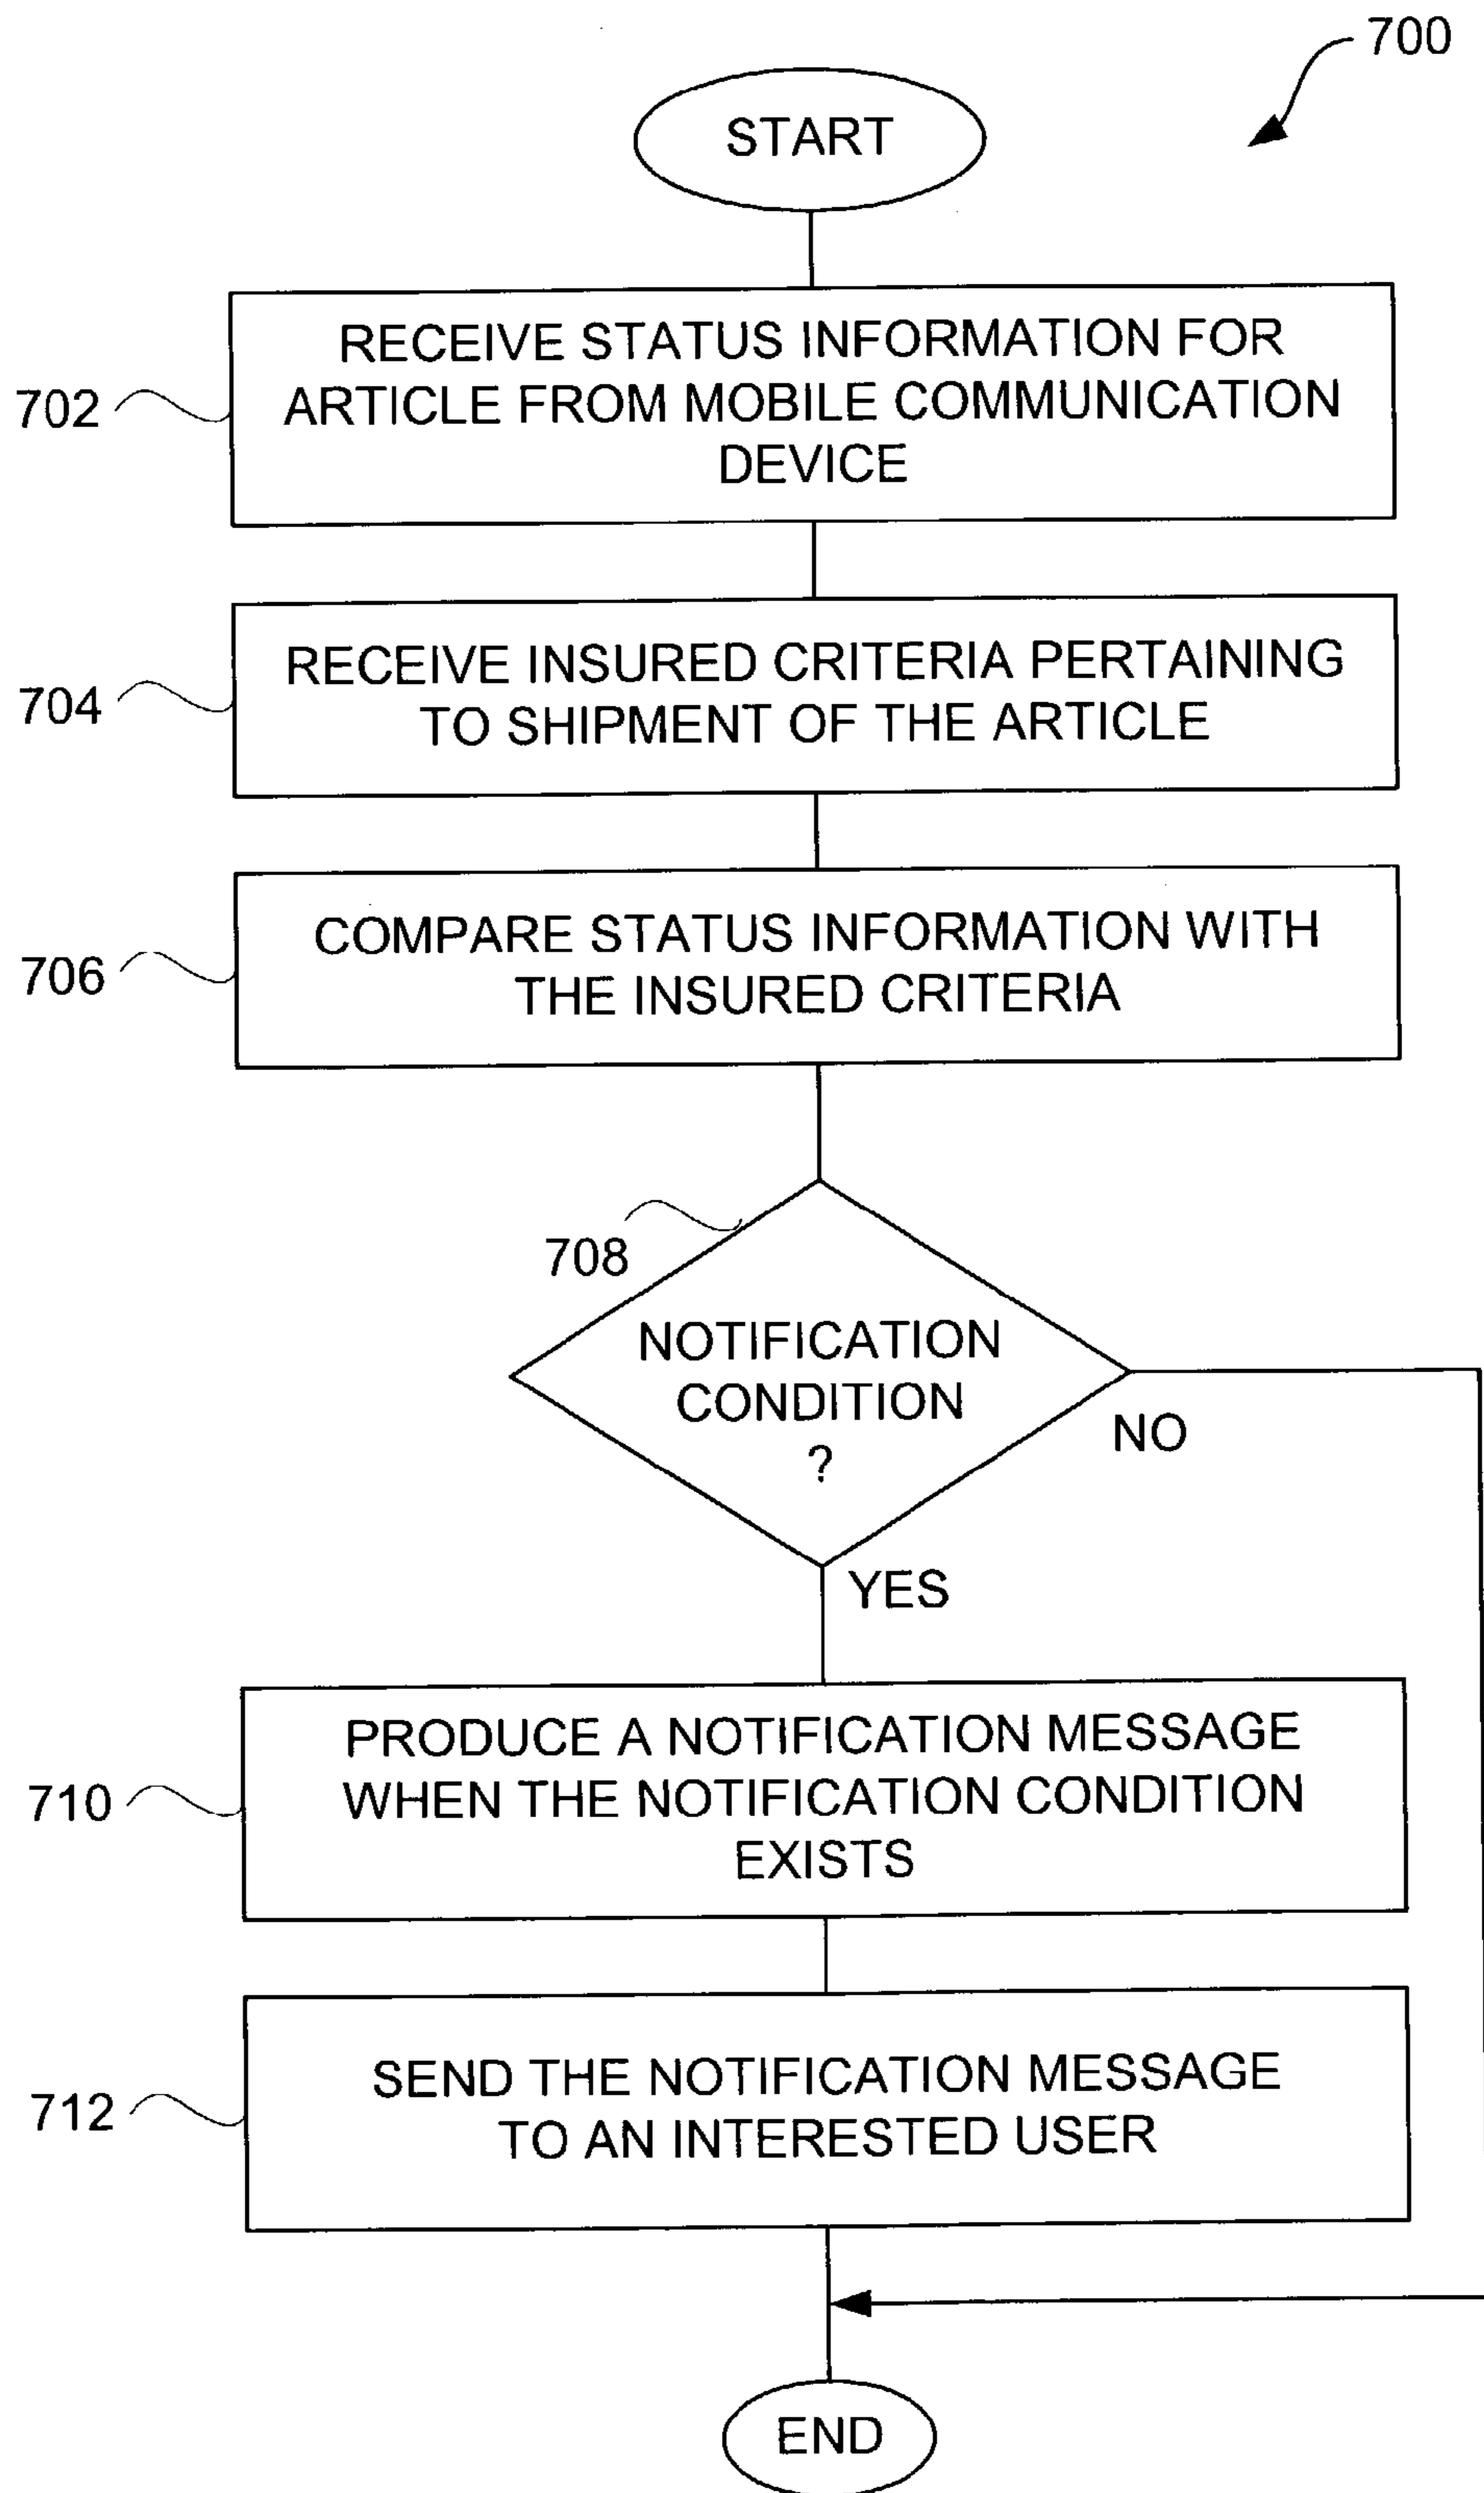 700
START
RECEIVE STATUS INFORMATION FOR
ARTICLE FROM MOBILE COMMUNICATION
DEVICE
702
RECEIVE INSURED CRITERIA PERTAINING
TO SHIPMENT OF THE ARTICLE
704
COMPARE STATUS INFORMATION WITH
THE INSURED CRITERIA
706
708
NOTIFICATION
CONDITION
?
NO
YES
PRODUCE A NOTIFICATION MESSAGE
WHEN THE NOTIFICATION CONDITION
EXISTS
710
SEND THE NOTIFICATION MESSAGE
TO AN INTERESTED USER
712
END